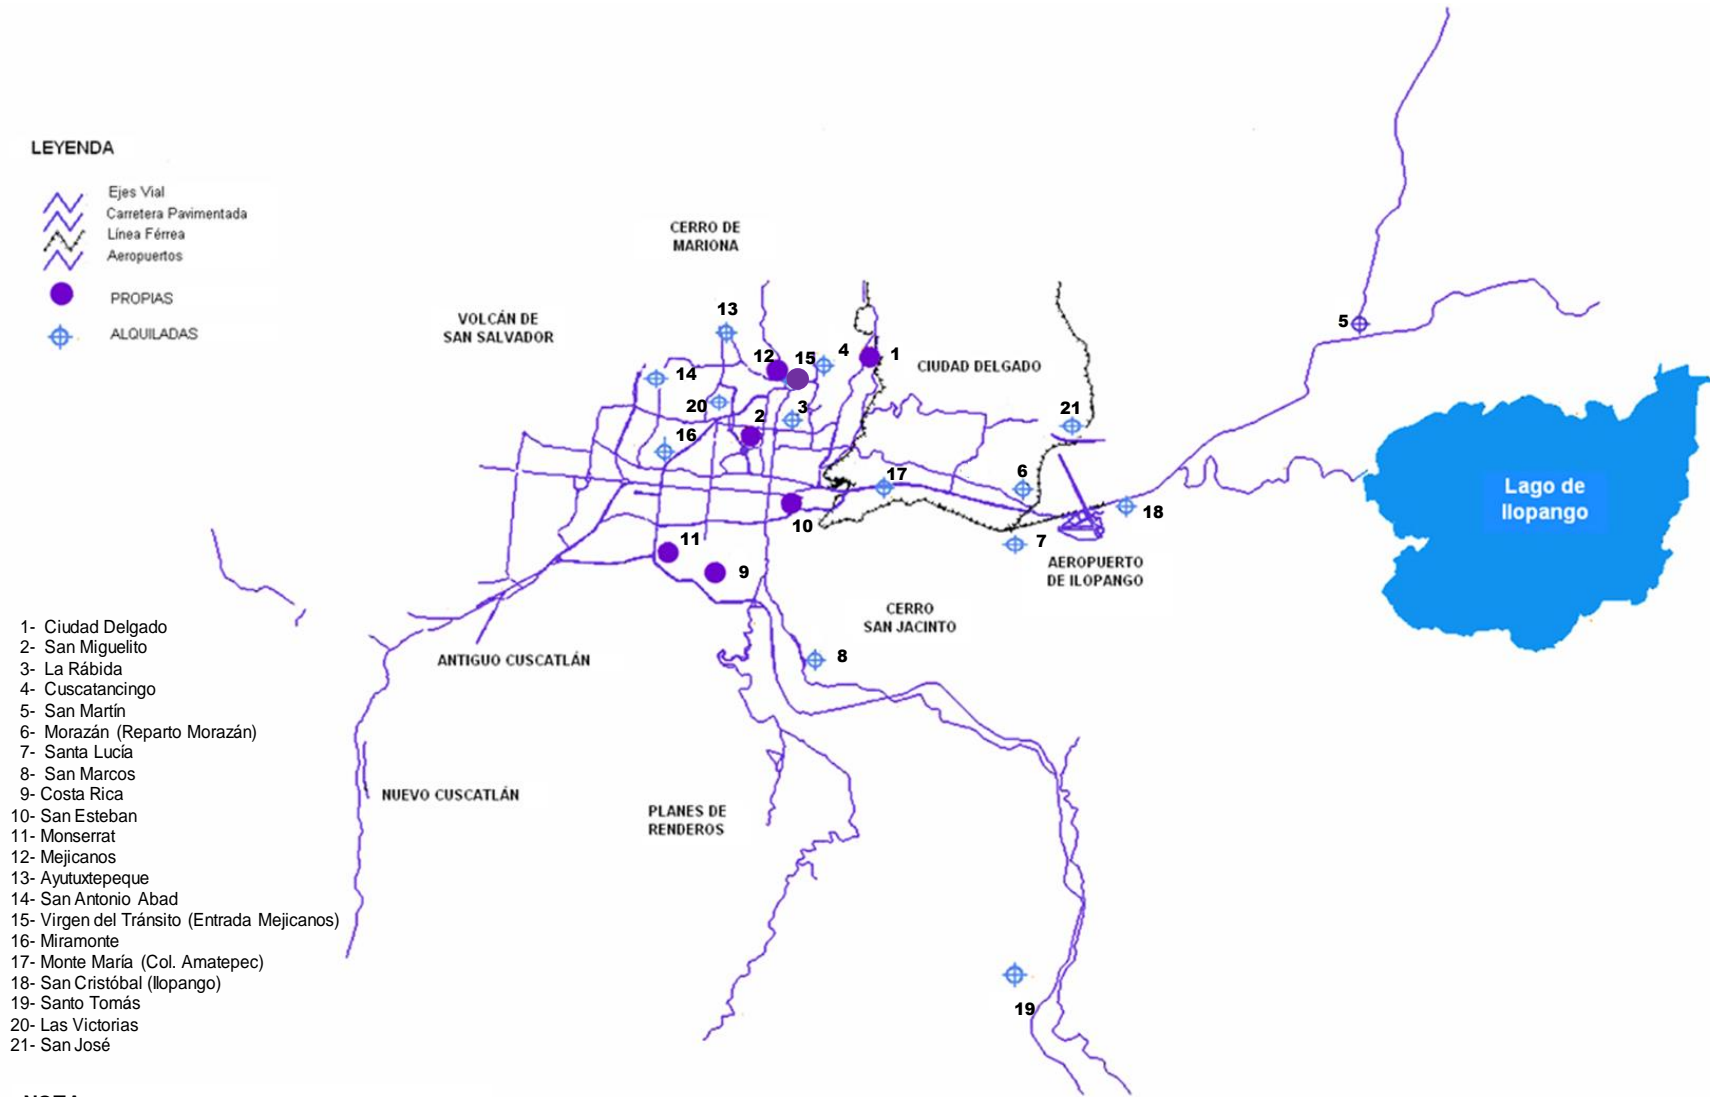 LEYENDA
Ejes Vial
Carretera Pavimentada
Línea Férrea
Aeropuertos
PROPIAS
ALQUILADAS
CERRO DE
MARIONA
VOLCÁN DE
SAN SALVADOR
13
12
15
4
1
CIUDAD DELGADO
5
14
20
3
2
21
16
17
6
10
18
7
AEROPUERTO
DE ILOPANGO
11
9
Lago de
Ilopango
CERRO
SAN JACINTO
ANTIGUO CUSCATLÁN
8
NUEVO CUSCATLÁN
PLANES DE
RENDEROS
19
1- Ciudad Delgado
2- San Miguelito
3- La Rábida
4- Cuscatancingo
5- San Martín
6- Morazán (Reparto Morazán)
7- Santa Lucía
8- San Marcos
9- Costa Rica
10- San Esteban
11- Monserrat
12- Mejicanos
13- Ayutuxtepeque
14- San Antonio Abad
15- Virgen del Tránsito (Entrada Mejicanos)
16- Miramonte
17- Monte María (Col. Amatepec)
18- San Cristóbal (Ilopango)
19- Santo Tomás
20- Las Victorias
21- San José